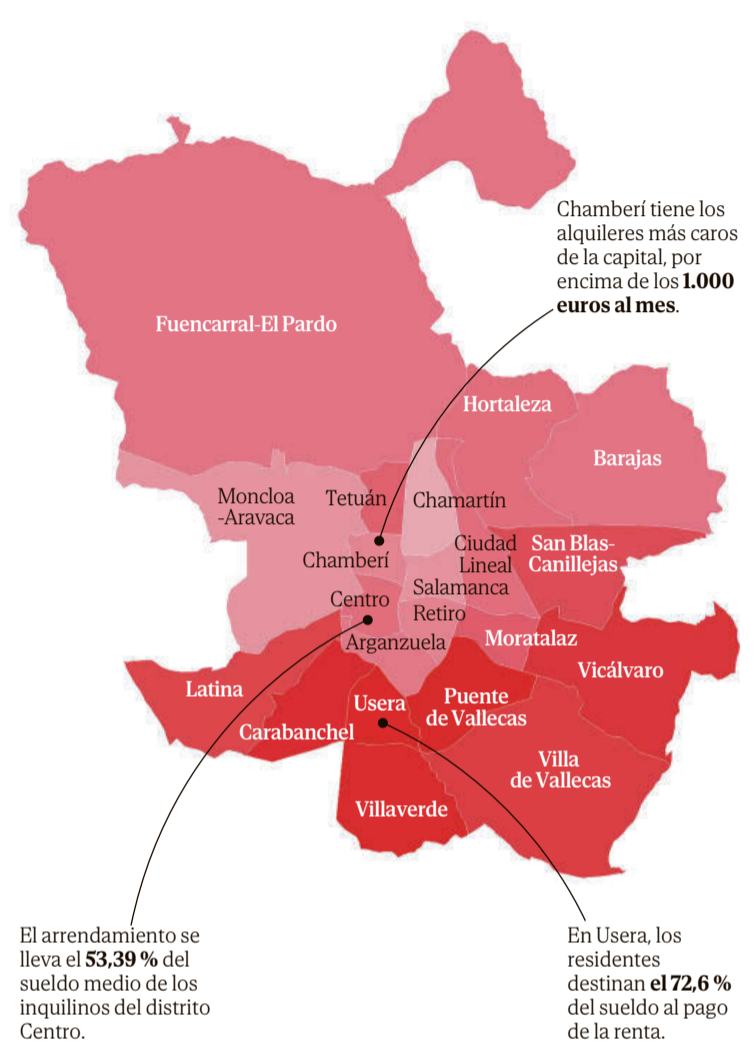 Chamberí tiene los
alquileres más caros
de la capital, por
encima de los 1.000
euros al mes.
Fuencarral-El Pardo
Hortaleza
Barajas
Moncloa
-Aravaca
Tetuán
Chamartín
Chamberí
Ciudad
Lineal
San Blas-
Canillejas
Salamanca
Centro
Retiro
Arganzuela
Moratalaz
Vicálvaro
Latina
Carabanchel
Usera
Puente
de Vallecas
Villa
de Vallecas
Villaverde
El arrendamiento se
lleva el 53,39 % del
sueldo medio de los
inquilinos del distrito
Centro.
En Usera, los
residentes
destinan el 72,6 %
del sueldo al pago
de la renta.